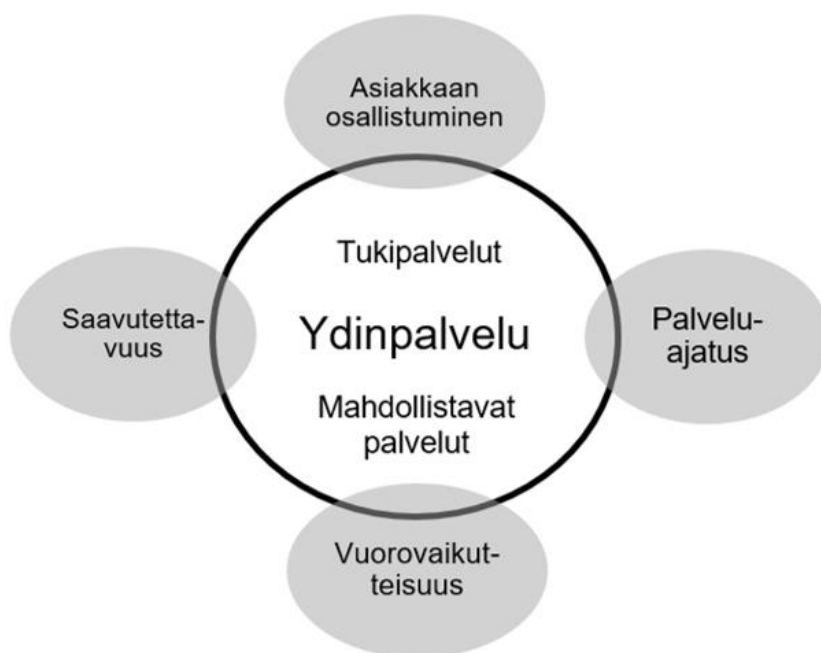 Asiakkaan
osallistuminen
Tukipalvelut
Saavutetta-
vuus
Ydinpalvelu
Palvelu-
ajatus
Mahdollistavat
palvelut
Vuorovaikut-
teisuus